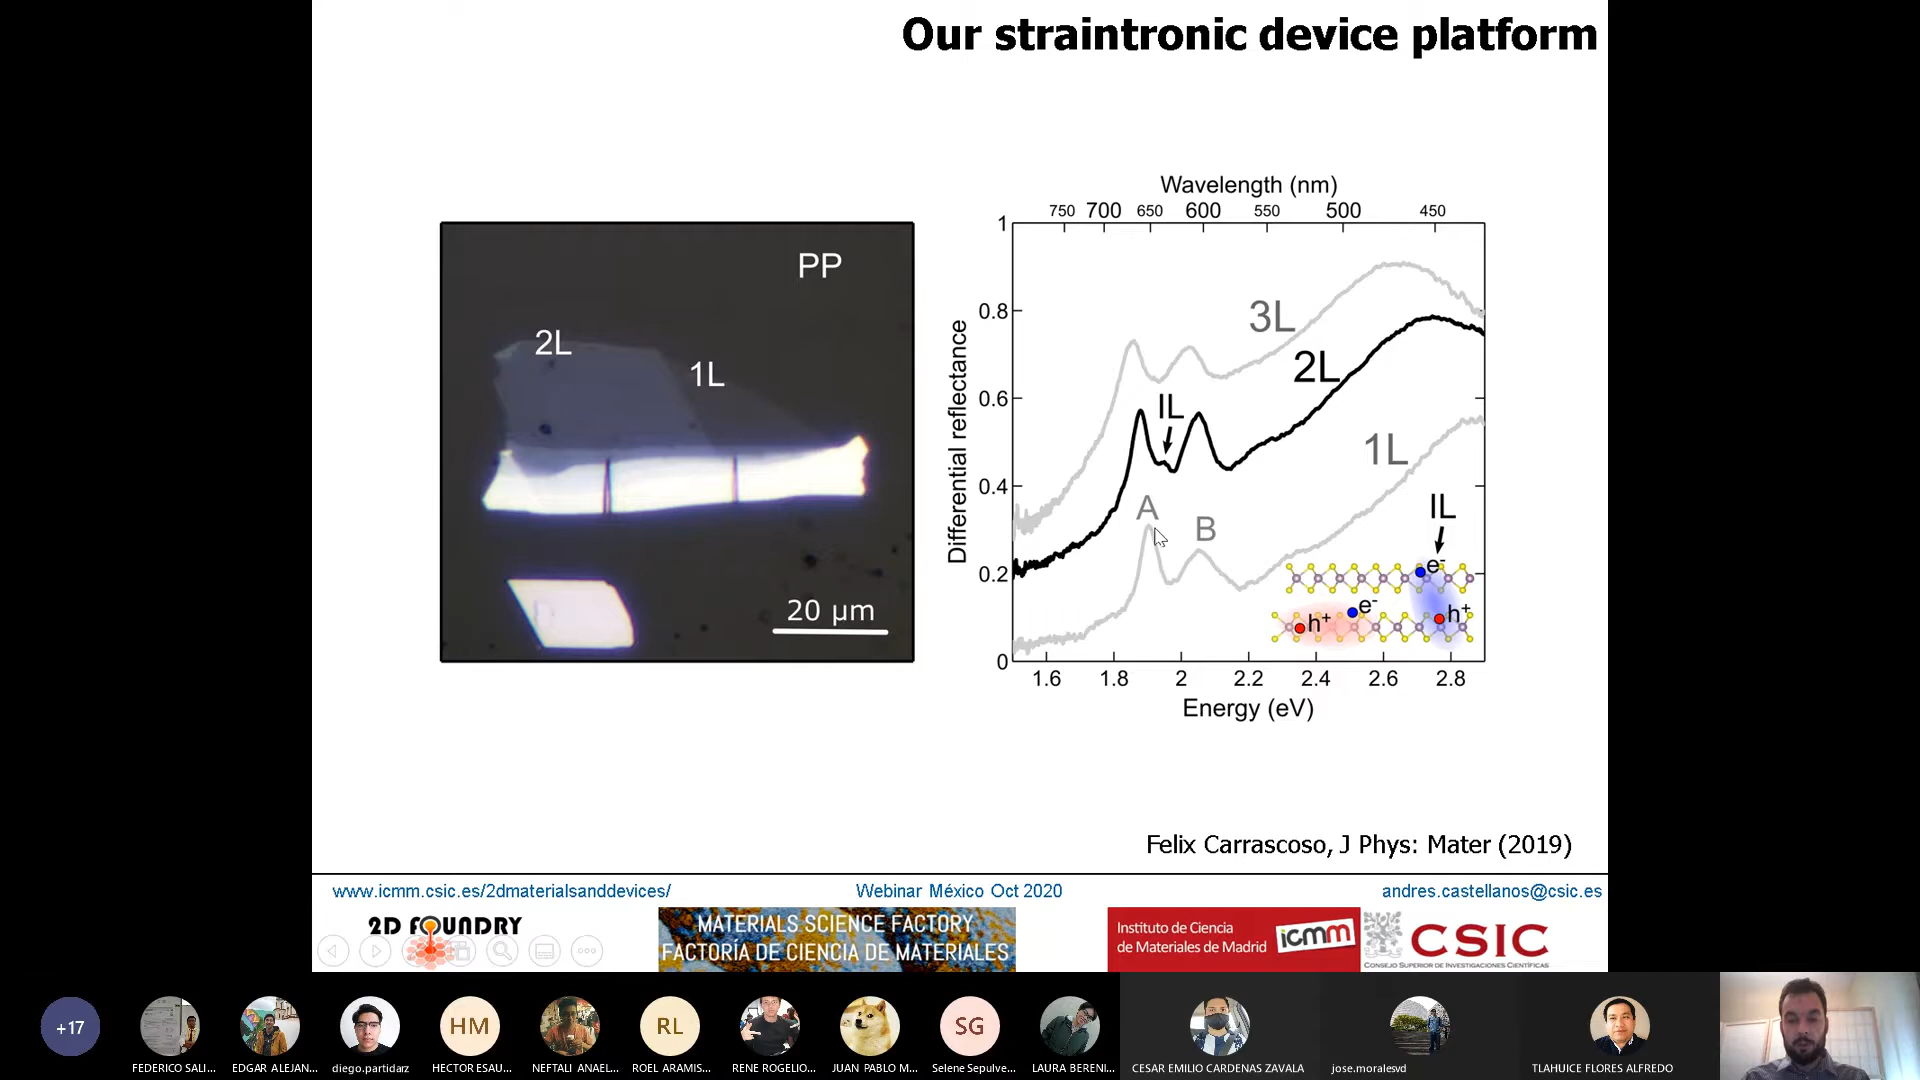 Our straintronic device platform
PP
2L
1L
20 µm
Wavelength (nm)
750 700 650 600 550 500 450
Differential reflectance
1
0.8
0.6
0.4
0.2
0
3L
2L
IL
1L
A
B
IL
e-
e-
h+
h+
1.6 1.8 2 2.2 2.4 2.6 2.8
Energy (eV)
Felix Carrascoso, J Phys: Mater (2019)
www.icmm.csic.es/2dmaterialsanddevices/
Webinar México Oct 2020
andres.castellanos@csic.es
2D FOUNDRY
MATERIALS SCIENCE FACTORY
FACTORÍA DE CIENCIA DE MATERIALES
Instituto de Ciencia
de Materiales de Madrid
icmm
CSIC
CONSEJO SUPERIOR DE INVESTIGACIONES CIENTÍFICAS
+17
HM
RL
SG
FEDERICO SALI...
EDGAR ALEJAN...
diego.partidarz
HECTOR ESAU...
NEFTALI ANAEL...
ROEL ARAMIS...
RENE ROGELIO...
JUAN PABLO M...
Selene Sepulve...
LAURA BERENI...
CESAR EMILIO CARDENAS ZAVALA
jose.moralesvd
TLAHUICE FLORES ALFREDO